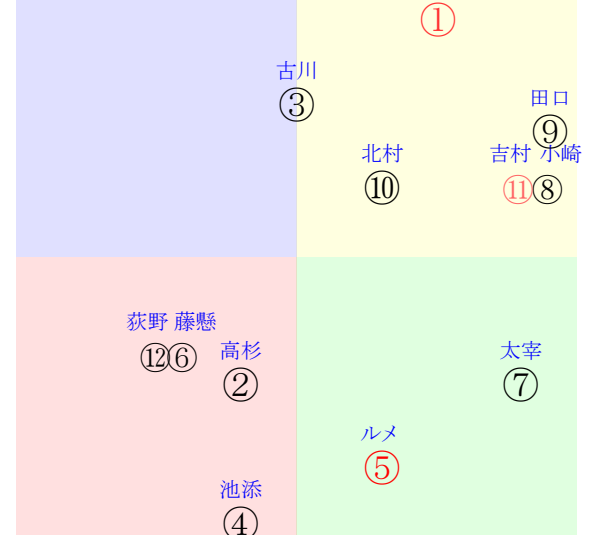 ①
古川
③
田口
⑨
北村
吉村 小崎
⑩
⑪⑧
荻野 藤懸
⑫⑥
高杉
②
太宰
⑦
ルメ
⑤
池添
④